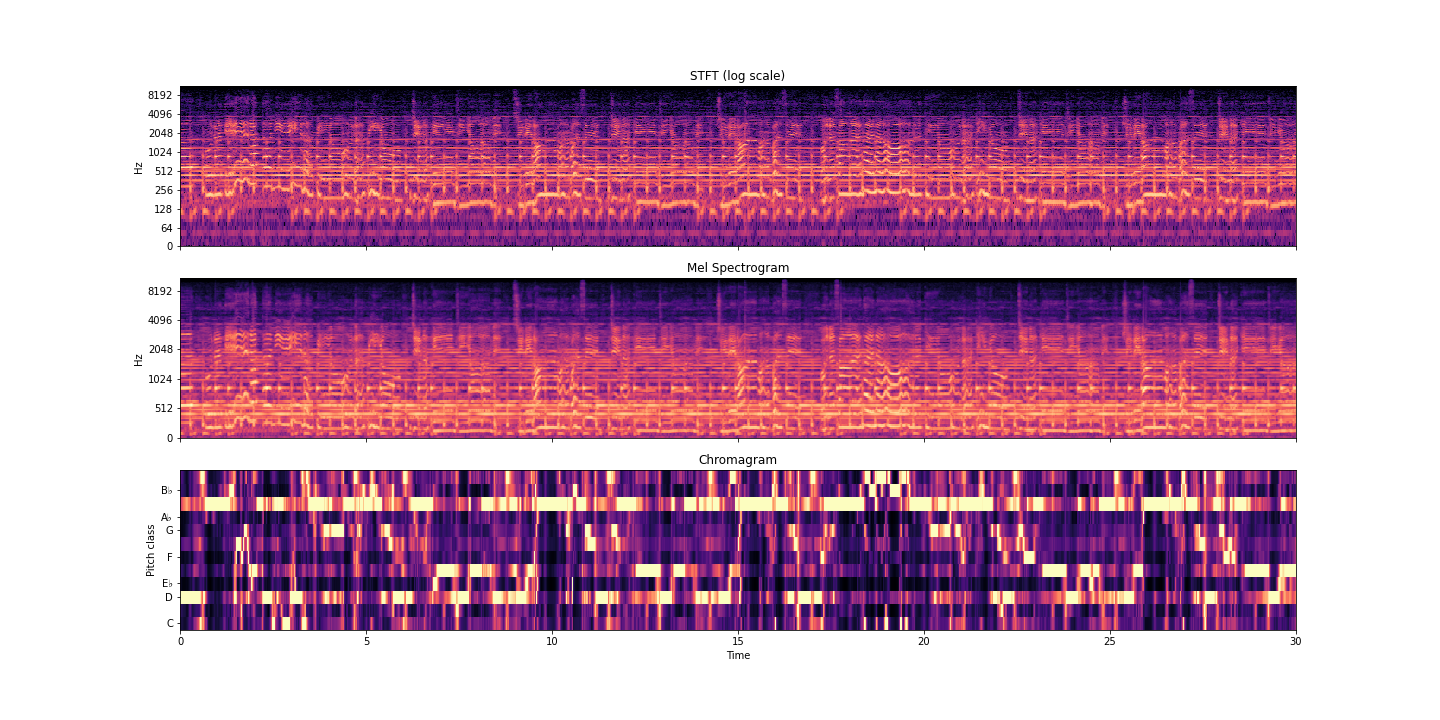 STFT (log scale)
8192
4096
2048
1024
512
256
128
64
0
Hz
Mel Spectrogram
8192
4096
2048
1024
512
0
Hz
Chromagram
B♭
A♭
G
F
E♭
D
C
Pitch class
0 5 10 15 20 25 30
Time